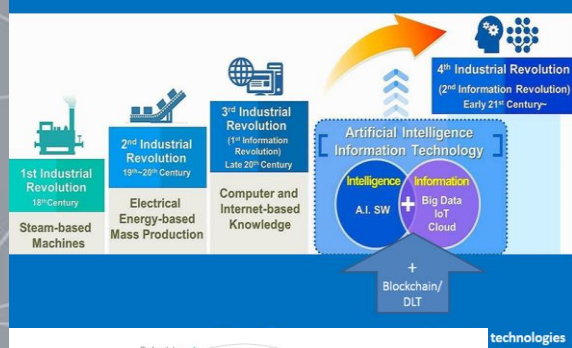 1st Industrial
Revolution
18th Century
Steam-based
Machines
2nd Industrial
Revolution
19th~20th Century
Electrical
Energy-based
Mass Production
3rd Industrial
Revolution
(1st Information
Revolution)
Late 20th Century
Computer and
Internet-based
Knowledge
4th Industrial Revolution
(2nd Information Revolution)
Early 21st Century~
Artificial Intelligence
Information Technology
Intelligence
A.I. SW
+
Information
Big Data
IoT
Cloud
+
Blockchain/
DLT
technologies